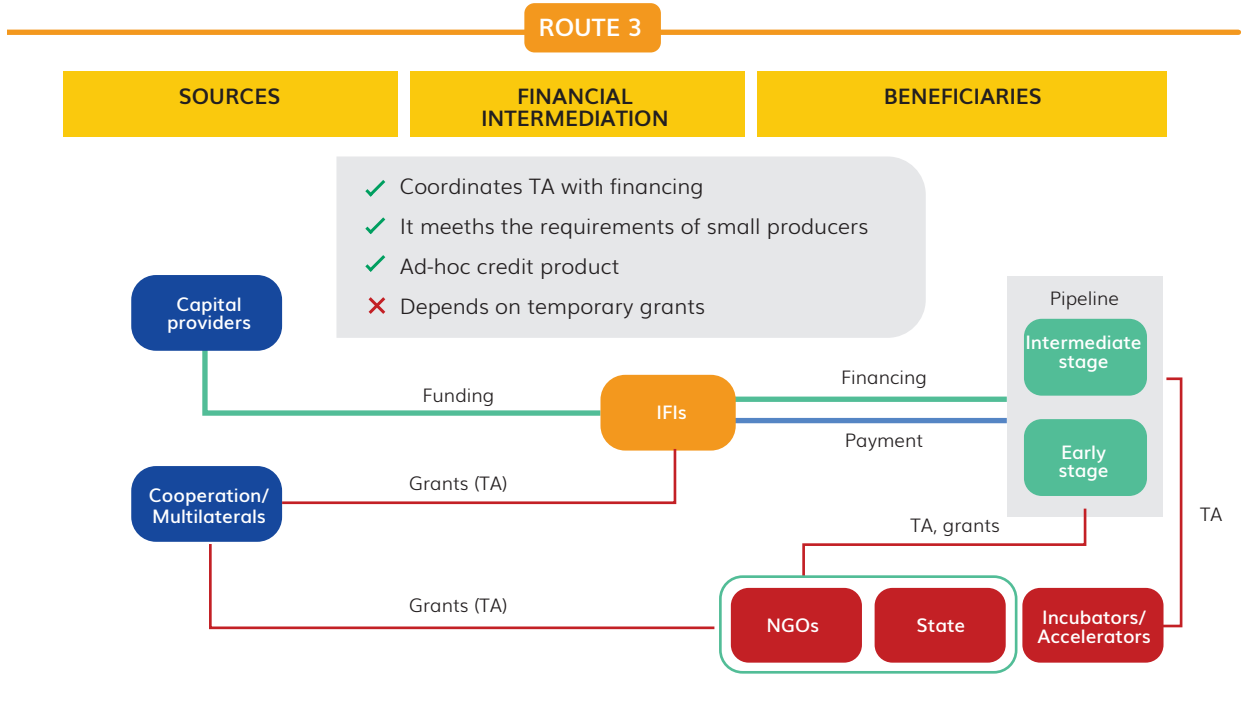 ROUTE 3
SOURCES
FINANCIAL
INTERMEDIATION
BENEFICIARIES
Coordinates TA with financing
It meeths the requirements of small producers
Ad-hoc credit product
Depends on temporary grants
Capital
providers
Pipeline
Intermediate
stage
Funding
IFIs
Financing
Payment
Early
stage
Cooperation/
Multilaterals
Grants (TA)
TA, grants
TA
Grants (TA)
NGOs
State
Incubators/
Accelerators